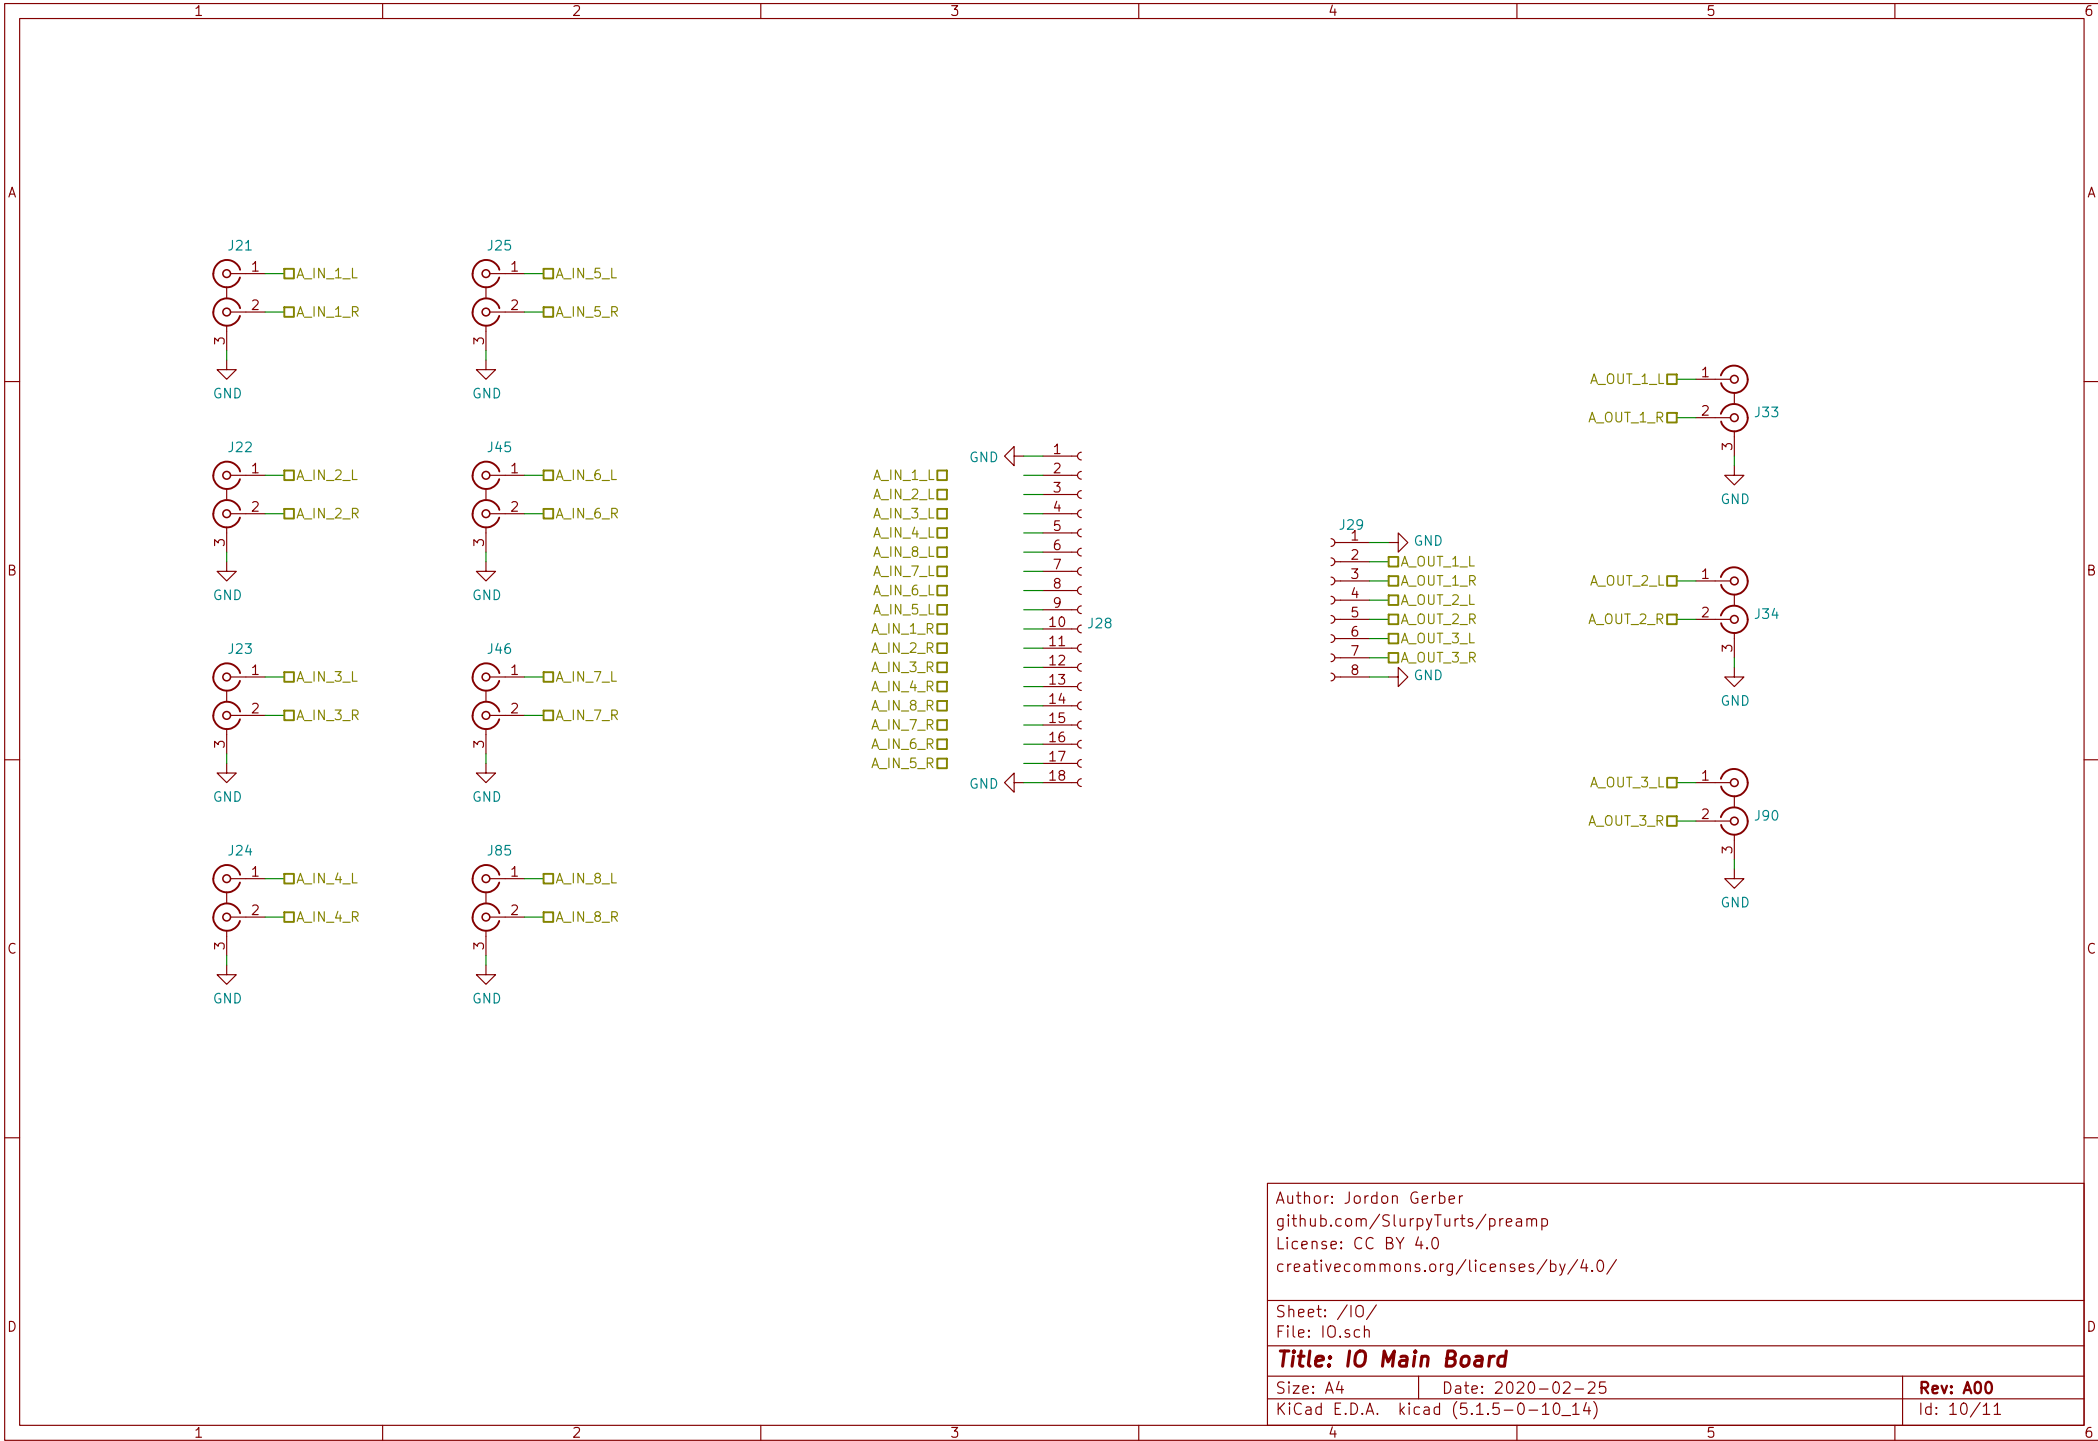 1 2 3 4 5 6
A A
B B
C C
D D
J21
1 A_IN_1_L
2 A_IN_1_R
3
GND
J22
1 A_IN_2_L
2 A_IN_2_R
3
GND
J23
1 A_IN_3_L
2 A_IN_3_R
3
GND
J24
1 A_IN_4_L
2 A_IN_4_R
3
GND
J25
1 A_IN_5_L
2 A_IN_5_R
3
GND
J45
1 A_IN_6_L
2 A_IN_6_R
3
GND
J46
1 A_IN_7_L
2 A_IN_7_R
3
GND
J85
1 A_IN_8_L
2 A_IN_8_R
3
GND
GND 1
A_IN_1_L 2
A_IN_2_L 3
A_IN_3_L 4
A_IN_4_L 5
A_IN_8_L 6
A_IN_7_L 7
A_IN_6_L 8
A_IN_5_L 9
A_IN_1_R 10 J28
A_IN_2_R 11
A_IN_3_R 12
A_IN_4_R 13
A_IN_8_R 14
A_IN_7_R 15
A_IN_6_R 16
A_IN_5_R 17
GND 18
J29
1 GND
2 A_OUT_1_L
3 A_OUT_1_R
4 A_OUT_2_L
5 A_OUT_2_R
6 A_OUT_3_L
7 A_OUT_3_R
8 GND
A_OUT_1_L 1
A_OUT_1_R 2 J33
3
GND
A_OUT_2_L 1
A_OUT_2_R 2 J34
3
GND
A_OUT_3_L 1
A_OUT_3_R 2 J90
3
GND
Author: Jordon Gerber
github.com/SlurpyTurts/preamp
License: CC BY 4.0
creativecommons.org/licenses/by/4.0/
Sheet: /IO/
File: IO.sch
Title: IO Main Board
Size: A4 Date: 2020-02-25 Rev: A00
KiCad E.D.A. kicad (5.1.5-0-10_14) Id: 10/11
1 2 3 4 5 6